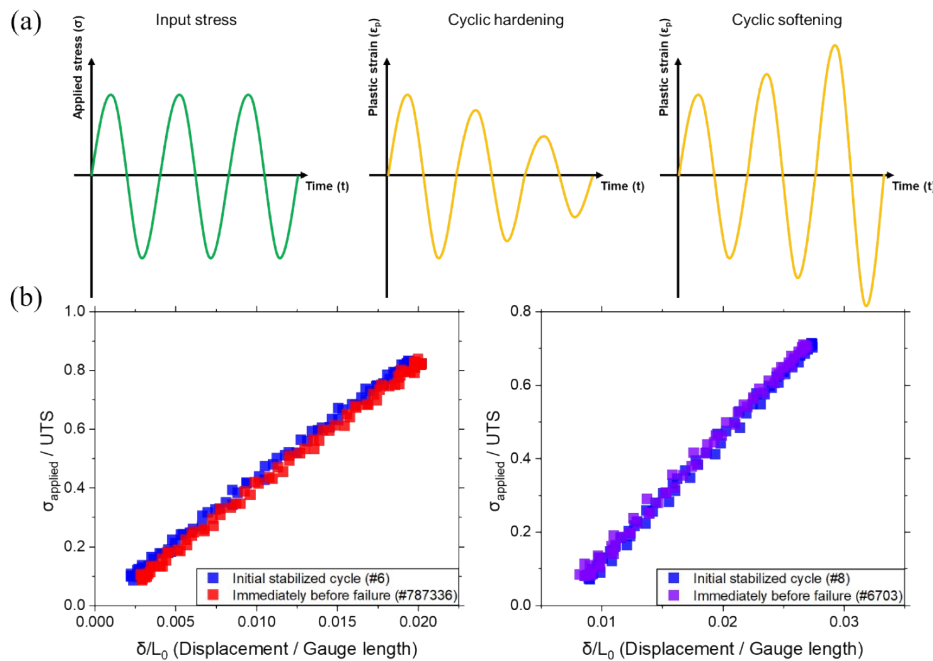 (a)
Input stress
Cyclic hardening
Cyclic softening
Applied stress (σ)
Time (t)
Plastic strain (εₚ)
Time (t)
Plastic strain (εₚ)
Time (t)
(b)
1.0
0.8
0.6
0.4
0.2
0.0
σapplied / UTS
0.000 0.005 0.010 0.015 0.020
δ/L₀ (Displacement / Gauge length)
Initial stabilized cycle (#6)
Immediately before failure (#787336)
0.8
0.6
0.4
0.2
0.0
σapplied / UTS
0.01 0.02 0.03
δ/L₀ (Displacement / Gauge length)
Initial stabilized cycle (#8)
Immediately before failure (#6703)